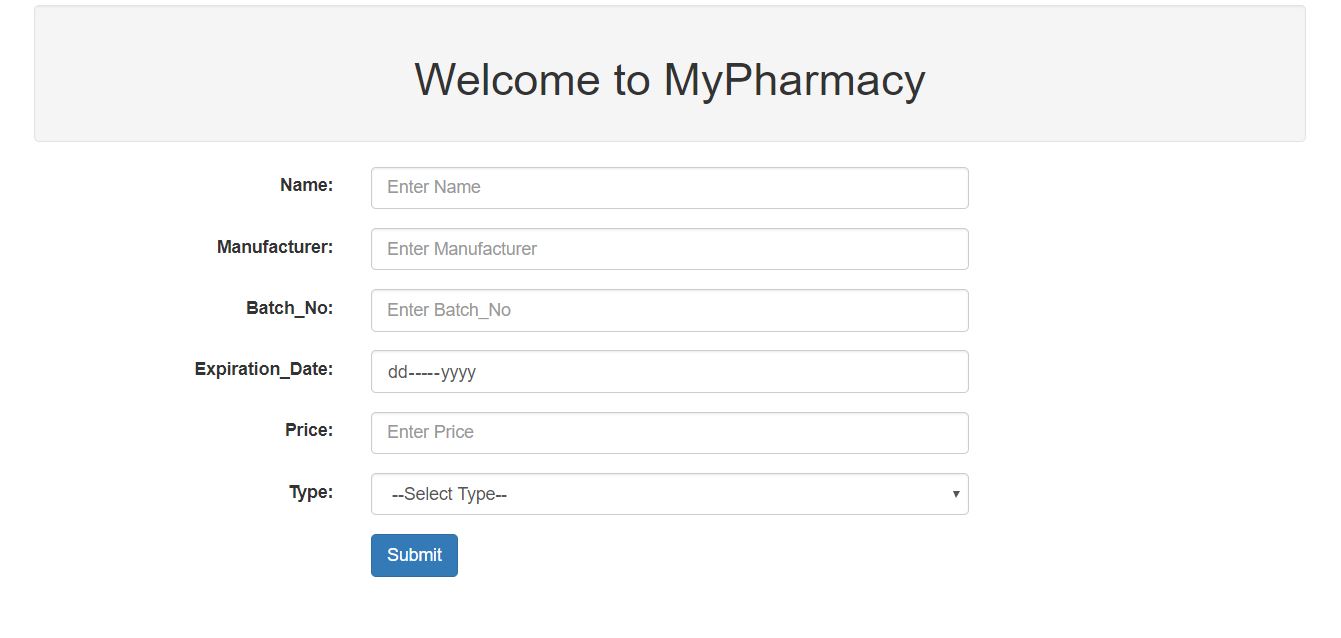 Welcome to MyPharmacy
Name: Enter Name
Manufacturer: Enter Manufacturer
Batch_No: Enter Batch_No
Expiration_Date: dd-----yyyy
Price: Enter Price
Type: --Select Type--
Submit